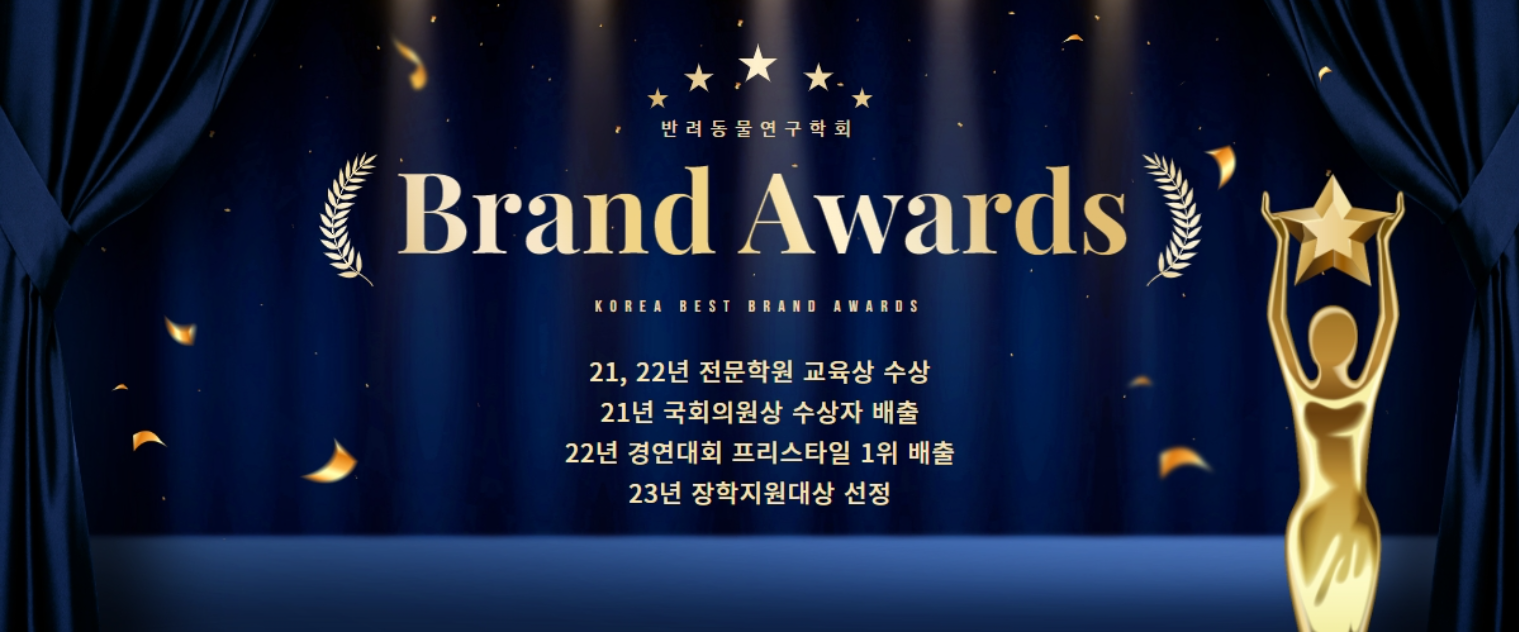 반려동물연구학회
Brand Awards
KOREA BEST BRAND AWARDS
21, 22년 전문학원 교육상 수상
21년 국회의원상 수상자 배출
22년 경연대회 프리스타일 1위 배출
23년 장학지원대상 선정